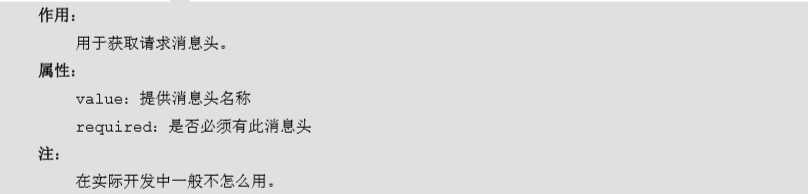 作用：
用于获取请求消息头。
属性：
value：提供消息头名称
required：是否必须有此消息头
注：
在实际开发中一般不怎么用。